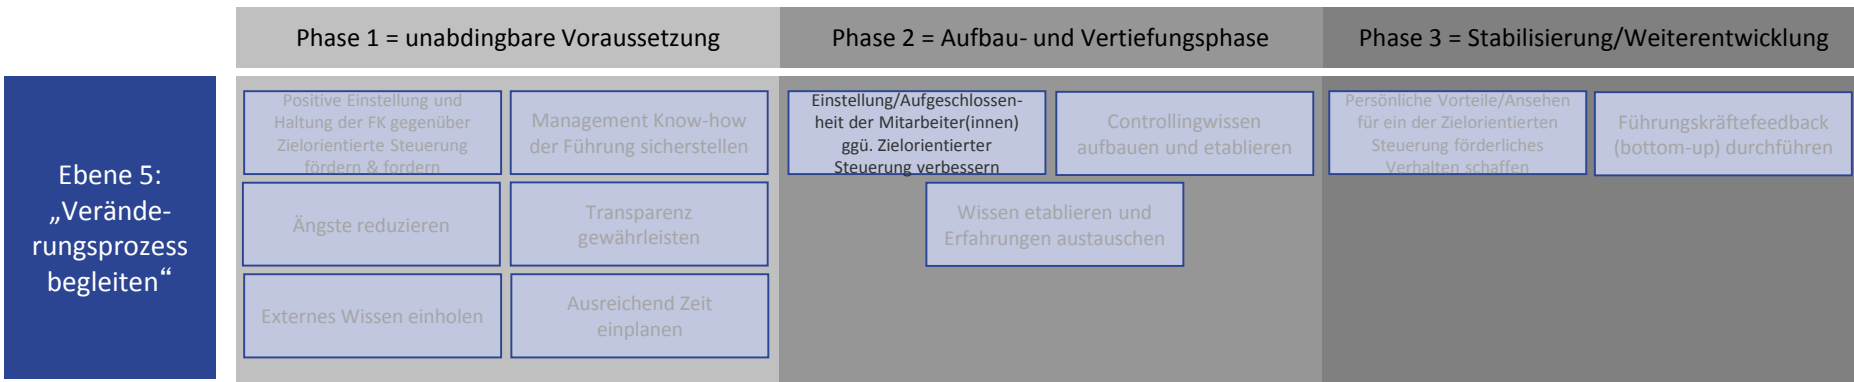 Phase 1 = unabdingbare Voraussetzung
Phase 2 = Aufbau- und Vertiefungsphase
Phase 3 = Stabilisierung/Weiterentwicklung
Ebene 5:
„Verände-
rungsprozess
begleiten“
Positive Einstellung und
Haltung der FK gegenüber
Zielorientierte Steuerung
fördern & fordern
Management Know-how
der Führung sicherstellen
Ängste reduzieren
Transparenz
gewährleisten
Externes Wissen einholen
Ausreichend Zeit
einplanen
Einstellung/Aufgeschlossen-
heit der Mitarbeiter(innen)
ggü. Zielorientierter
Steuerung verbessern
Controllingwissen
aufbauen und etablieren
Wissen etablieren und
Erfahrungen austauschen
Persönliche Vorteile/Ansehen
für ein der Zielorientierten
Steuerung förderliches
Verhalten schaffen
Führungskräftefeedback
(bottom-up) durchführen